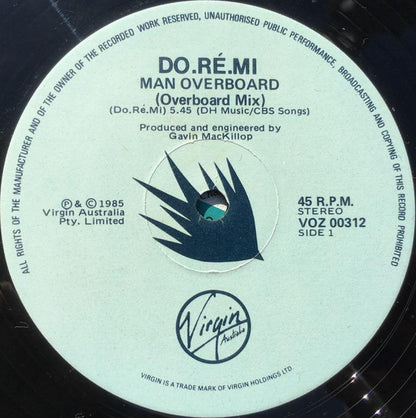 ALL RIGHTS OF THE MANUFACTURER AND OF THE OWNER OF THE RECORDED WORK RESERVED, UNAUTHORISED PUBLIC PERFORMANCE, BROADCASTING AND COPYING OF THIS RECORD PROHIBITED
DO.RÉ.MI
MAN OVERBOARD
(Overboard Mix)
(Do.Ré.Mi) 5.45 (DH Music/CBS Songs)
Produced and engineered by
Gavin MacKillop
Ⓟ & © 1985
Virgin Australia
Pty. Limited
45 R.P.M.
STEREO
VOZ 00312
SIDE 1
Virgin
Australia
VIRGIN IS A TRADE MARK OF VIRGIN HOLDINGS LTD